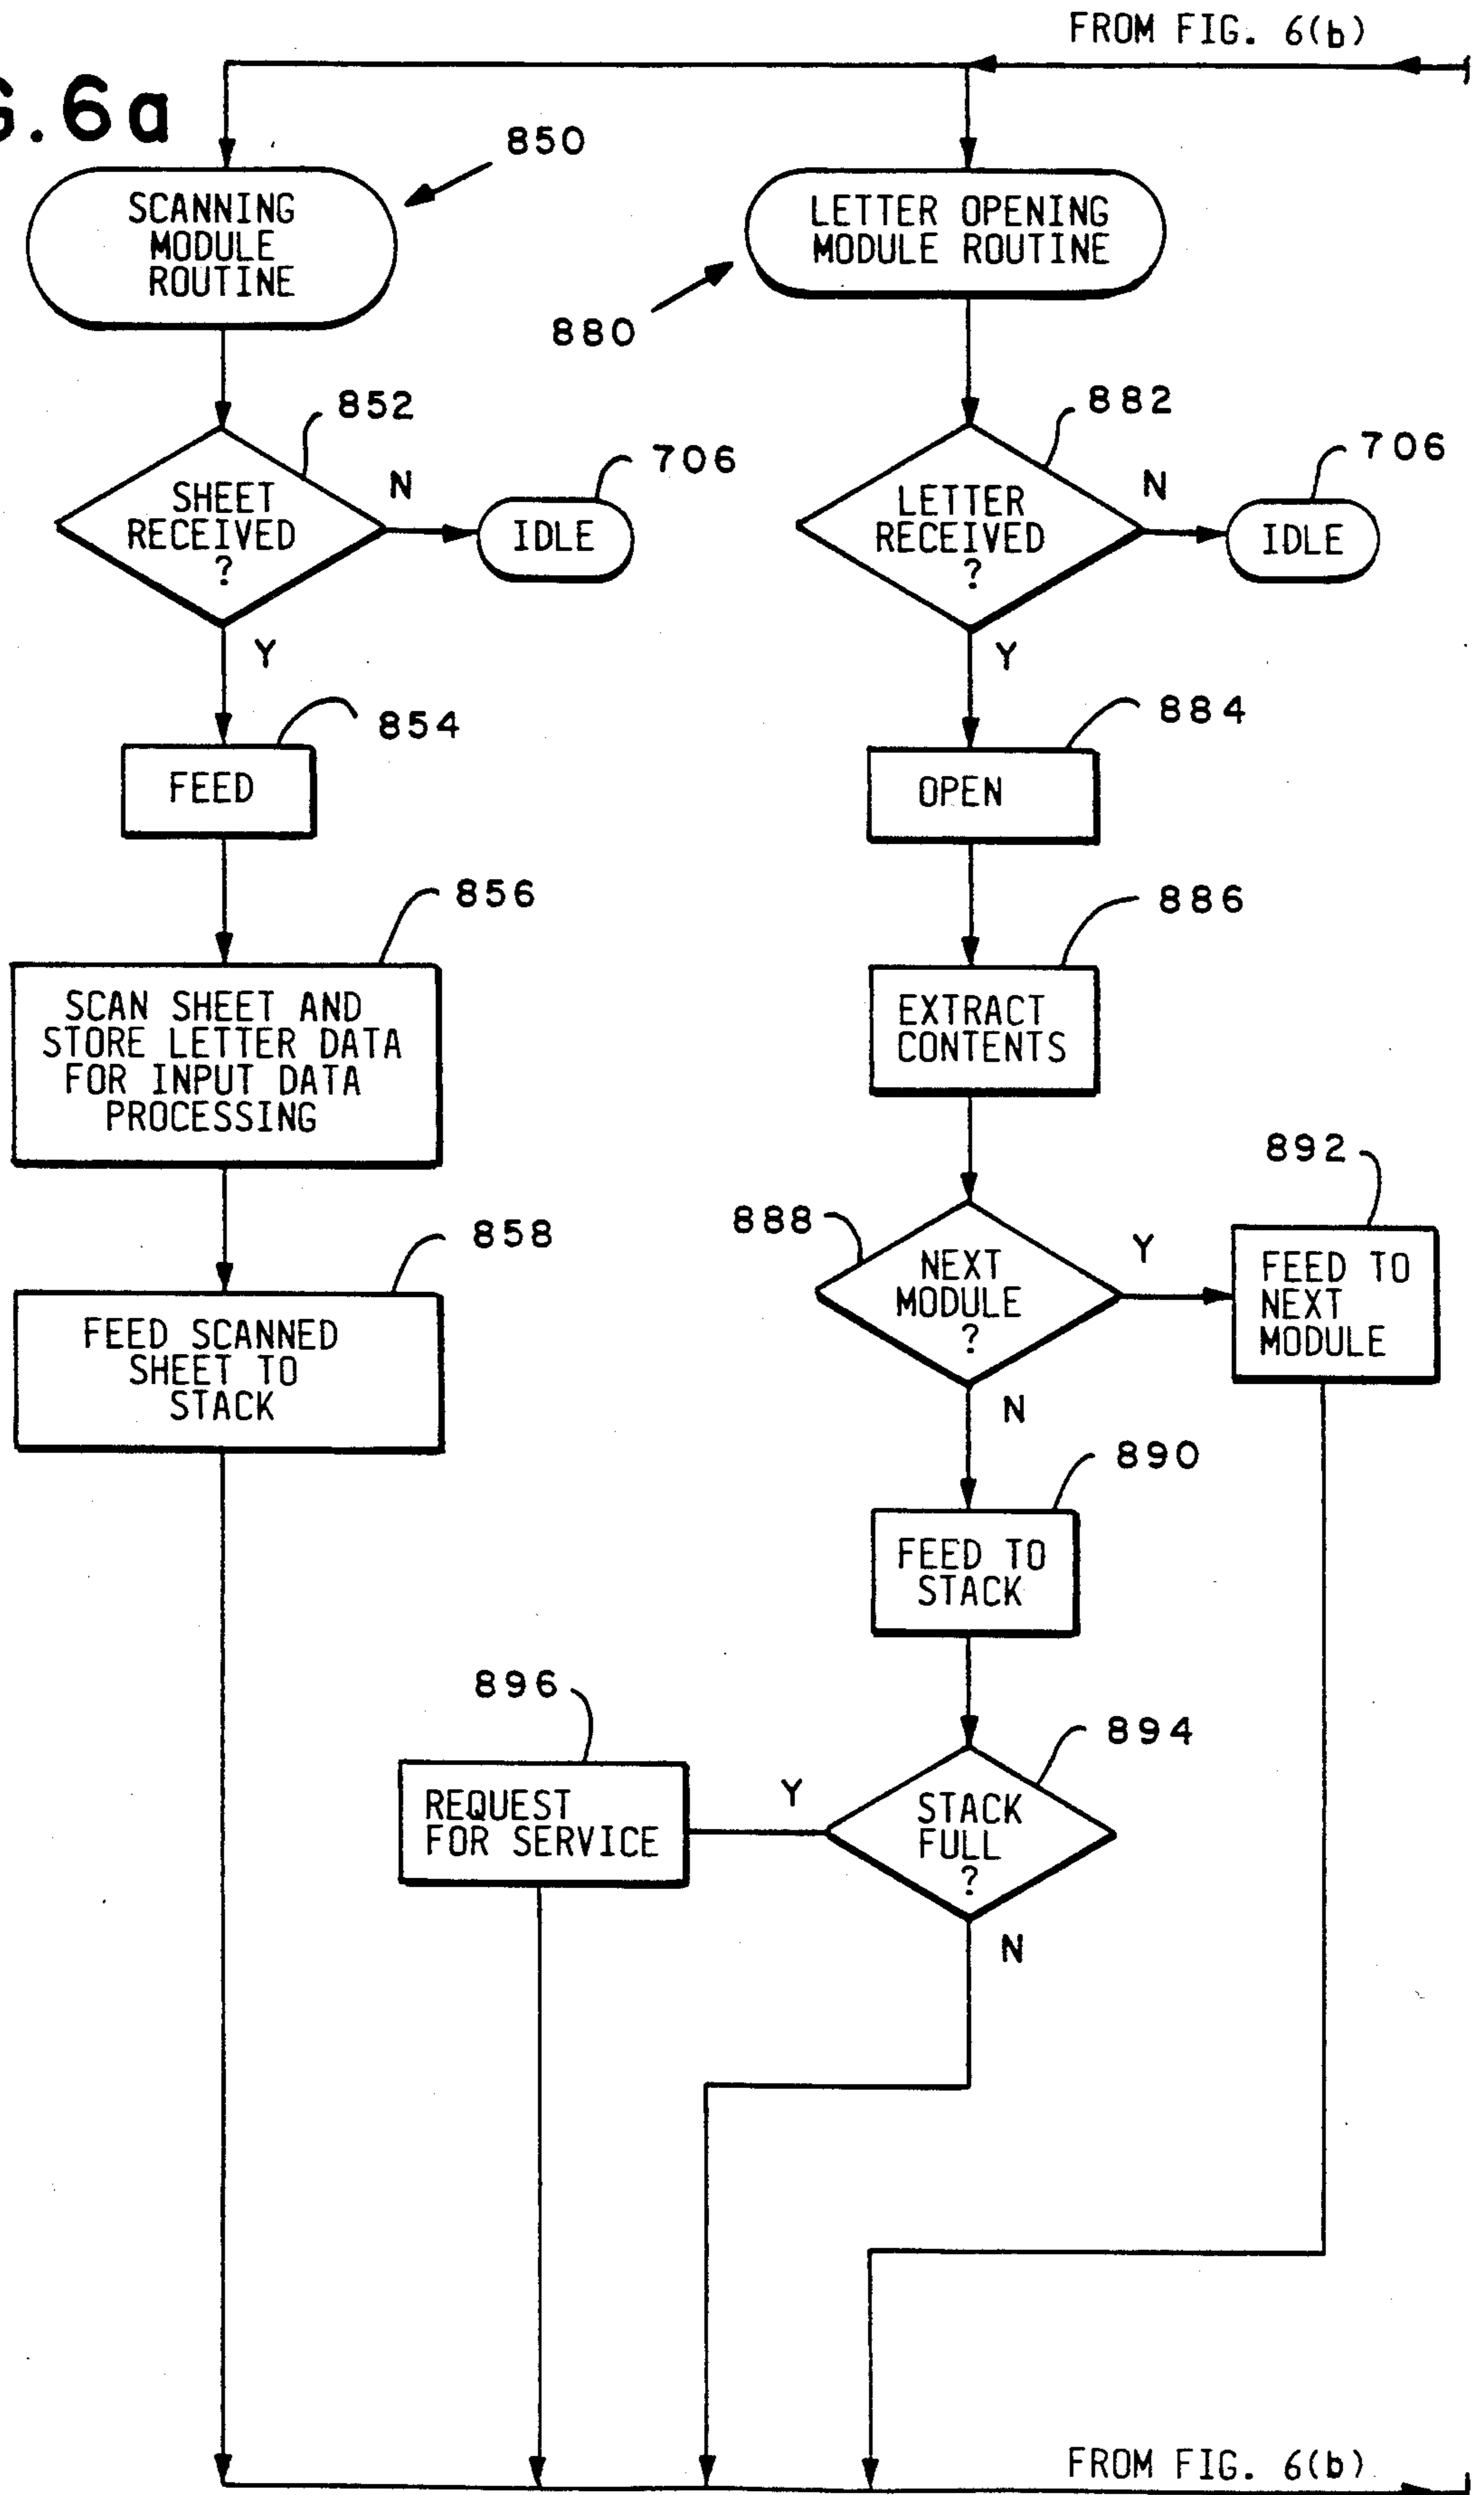 FROM FIG. 6(b)
G.6a
850
SCANNING
MODULE
ROUTINE
LETTER OPENING
MODULE ROUTINE
880
852
882
706
706
N
N
SHEET
RECEIVED
?
IDLE
LETTER
RECEIVED
?
IDLE
Y
Y
854
884
FEED
OPEN
856
886
SCAN SHEET AND
STORE LETTER DATA
FOR INPUT DATA
PROCESSING
EXTRACT
CONTENTS
892
858
888
Y
FEED SCANNED
SHEET TO
STACK
NEXT
MODULE
?
FEED TO
NEXT
MODULE
N
890
FEED TO
STACK
896
894
Y
REQUEST
FOR SERVICE
STACK
FULL
?
N
FROM FIG. 6(b)